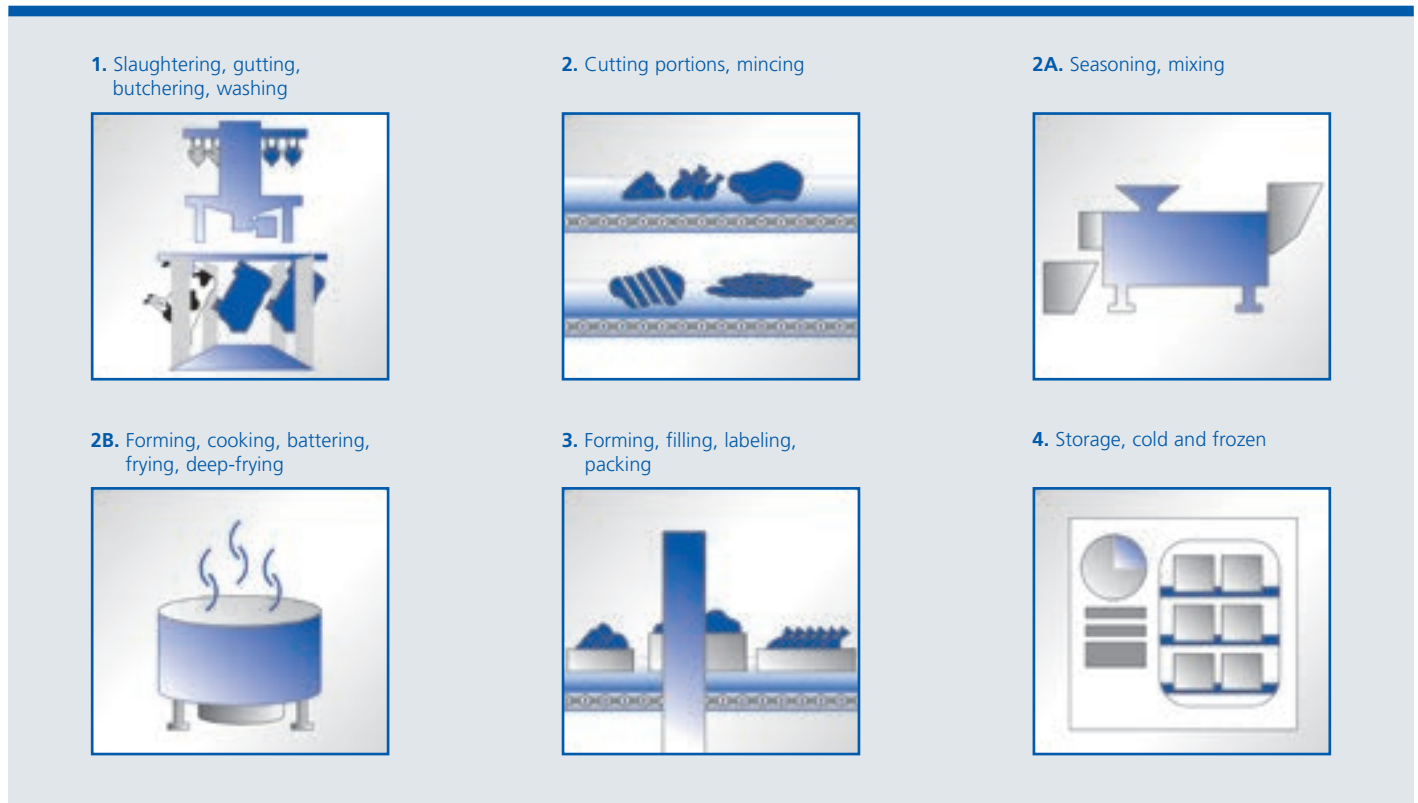 1. Slaughtering, gutting,
butchering, washing
2. Cutting portions, mincing
2A. Seasoning, mixing
2B. Forming, cooking, battering,
frying, deep-frying
3. Forming, filling, labeling,
packing
4. Storage, cold and frozen